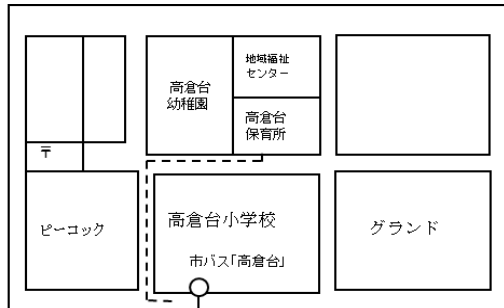 地域福祉
センター
高倉台
幼稚園
高倉台
保育所
〒
ピーコック
高倉台小学校
グランド
市バス「高倉台」